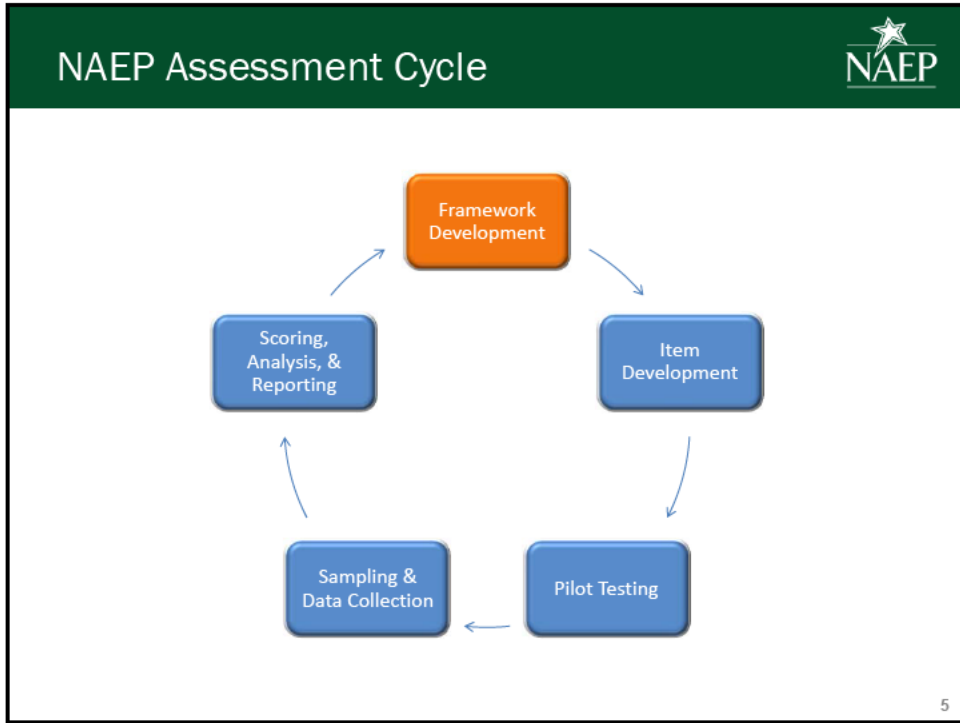 NAEP Assessment Cycle
NAEP
Framework
Development
Item
Development
Pilot Testing
Sampling &
Data Collection
Scoring,
Analysis, &
Reporting
5